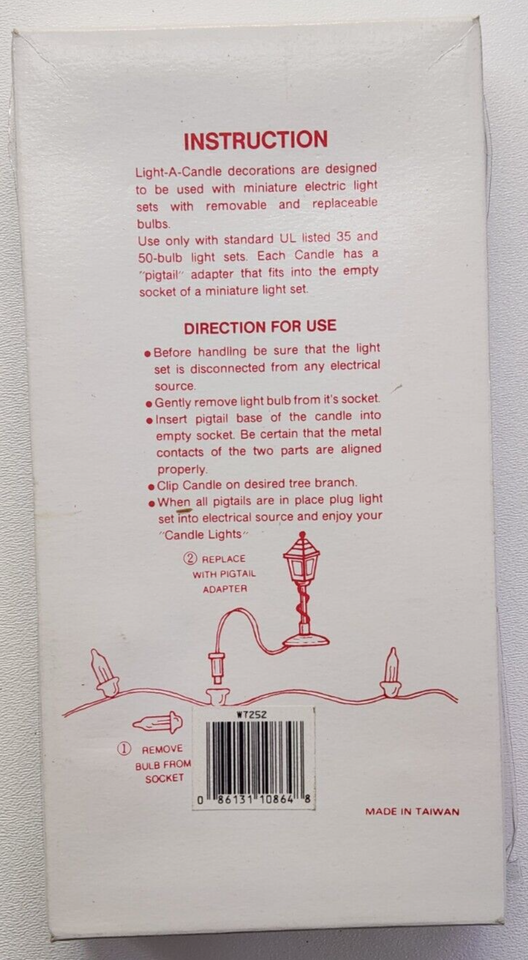 INSTRUCTION
Light-A-Candle decorations are designed
to be used with miniature electric light
sets with removable and replaceable
bulbs.
Use only with standard UL listed 35 and
50-bulb light sets. Each Candle has a
"pigtail" adapter that fits into the empty
socket of a miniature light set.
DIRECTION FOR USE
●Before handling be sure that the light
set is disconnected from any electrical
source.
●Gently remove light bulb from it's socket.
●Insert pigtail base of the candle into
empty socket. Be certain that the metal
contacts of the two parts are aligned
properly.
●Clip Candle on desired tree branch.
●When all pigtails are in place plug light
set into electrical source and enjoy your
"Candle Lights"
② REPLACE
WITH PIGTAIL
ADAPTER
① REMOVE
BULB FROM
SOCKET
W7252
0 86131 10864 8
MADE IN TAIWAN